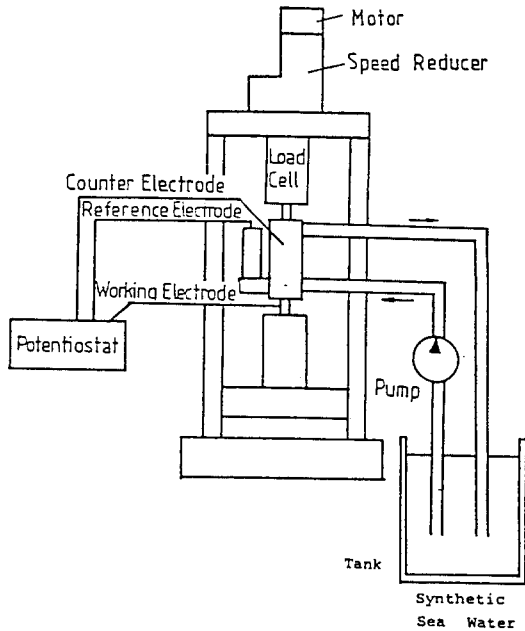 Motor
Speed Reducer
Load
Cell
Counter Electrode
Reference Electrode
Working Electrode
Potentiostat
Pump
Tank
Synthetic
Sea Water